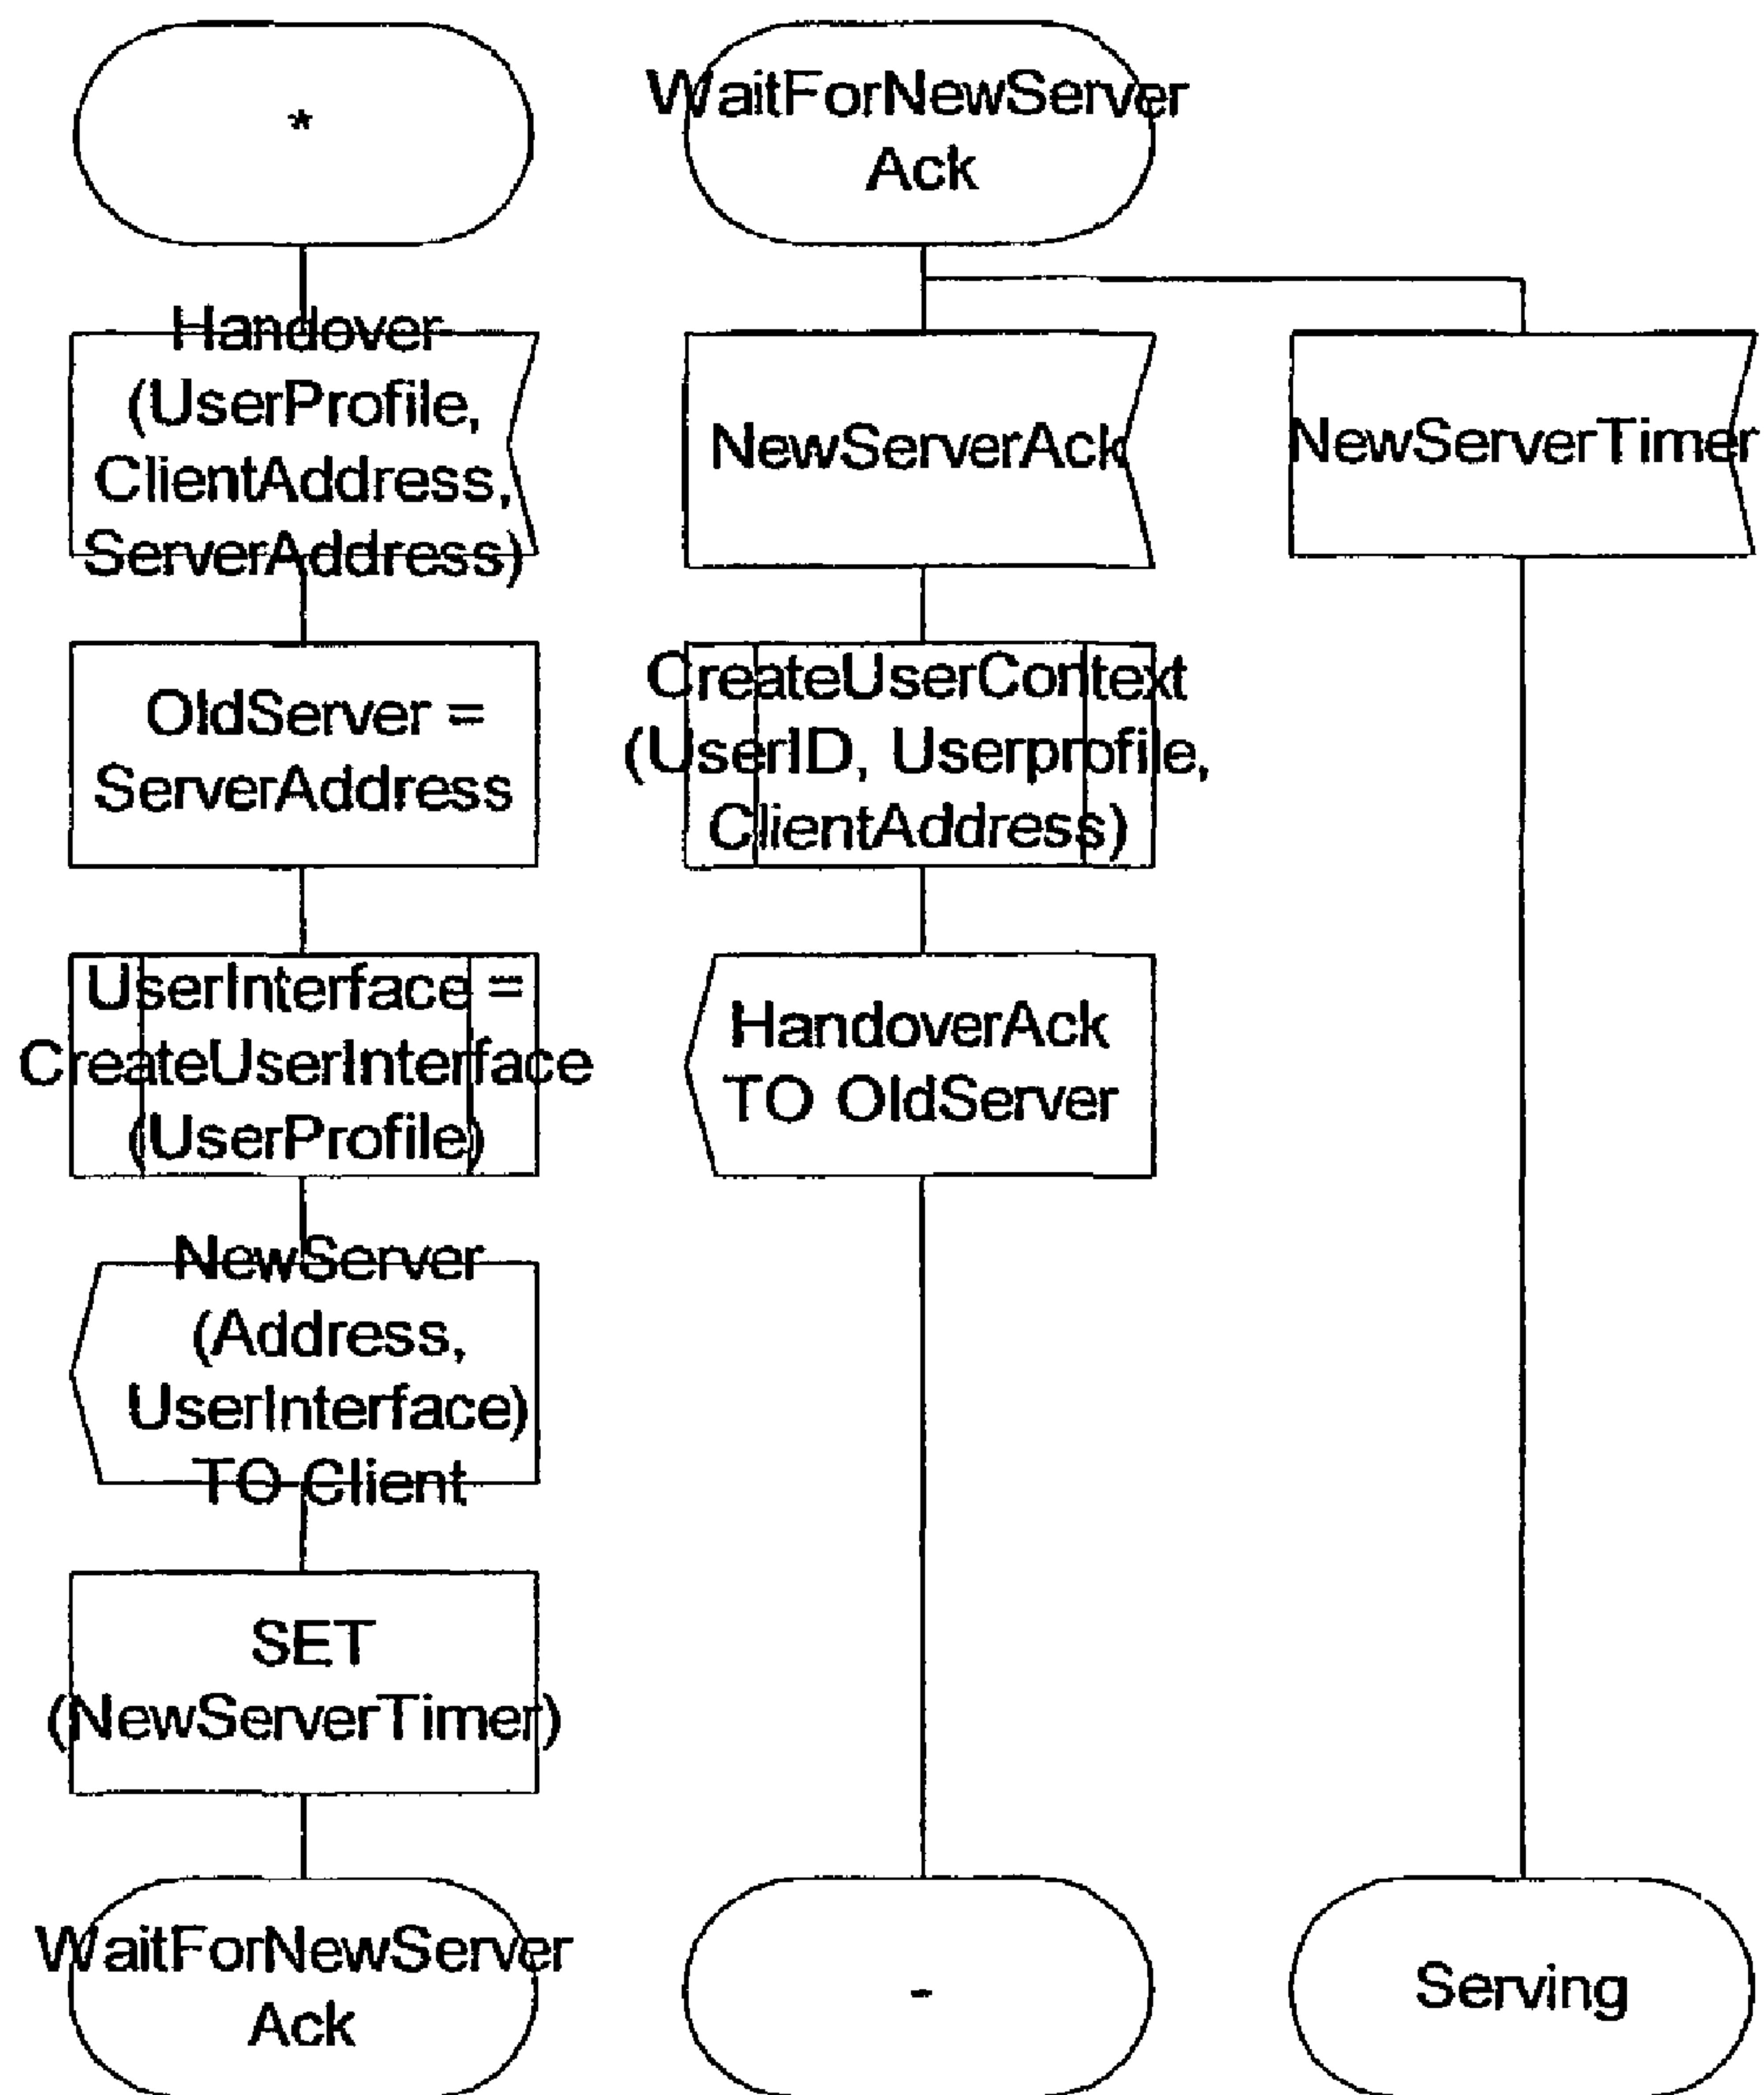 *
Handover
(UserProfile,
ClientAddress,
ServerAddress)
OldServer =
ServerAddress
UserInterface =
CreateUserInterface
(UserProfile)
NewServer
(Address,
UserInterface)
TO Client
SET
(NewServerTimer)
WaitForNewServer
Ack
WaitForNewServer
Ack
NewServerAck
CreateUserContext
(UserID, Userprofile,
ClientAddress)
HandoverAck
TO OldServer
-
NewServerTimer
Serving